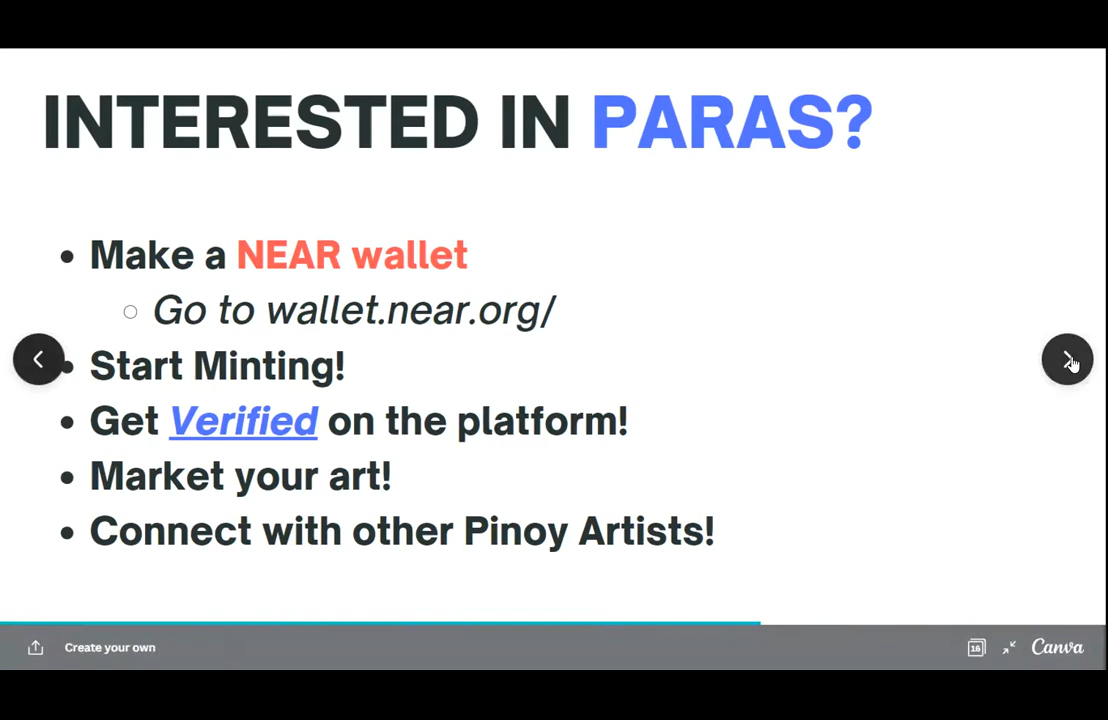 INTERESTED IN PARAS?
Make a NEAR wallet
Go to wallet.near.org/
Start Minting!
Get Verified on the platform!
Market your art!
Connect with other Pinoy Artists!
Create your own
16
Canva